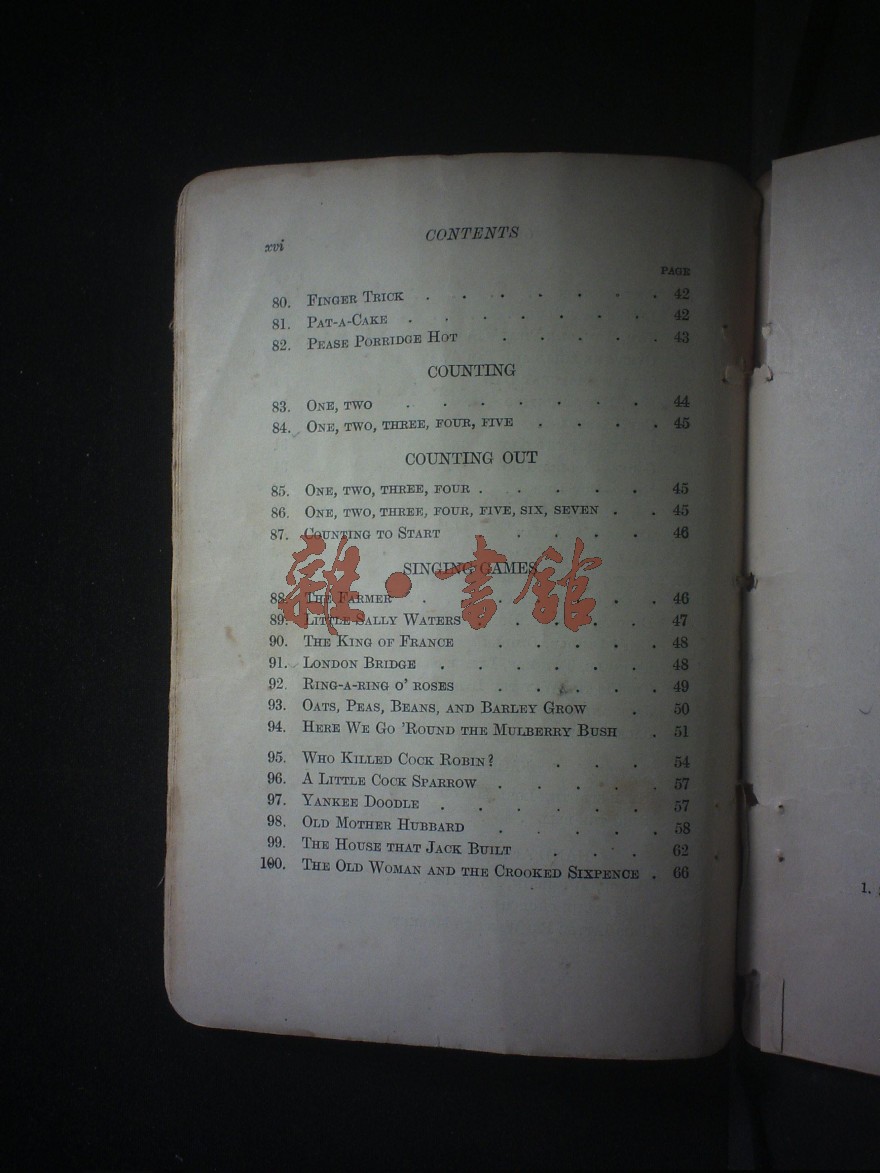 xvi
CONTENTS
PAGE
80. FINGER TRICK . . . . . . . 42
81. PAT-A-CAKE . . . . . . . 42
82. PEASE PORRIDGE HOT . . . . . 43
COUNTING
83. ONE, TWO . . . . . . . 44
84. ONE, TWO, THREE, FOUR, FIVE . . . . 45
COUNTING OUT
85. ONE, TWO, THREE, FOUR . . . . . 45
86. ONE, TWO, THREE, FOUR, FIVE, SIX, SEVEN . . 45
87. COUNTING TO START . . . . 46
SINGING GAMES
雜·書館
88. THE FARMER . . . . . . . 46
89. LITTLE SALLY WATERS . . . . . 47
90. THE KING OF FRANCE . . . . . 48
91. LONDON BRIDGE . . . . . . 48
92. RING-A-RING O' ROSES . . . . . 49
93. OATS, PEAS, BEANS, AND BARLEY GROW . 50
94. HERE WE GO 'ROUND THE MULBERRY BUSH . 51
95. WHO KILLED COCK ROBIN? . . . 54
96. A LITTLE COCK SPARROW . . . . . 57
97. YANKEE DOODLE . . . . . . 57
98. OLD MOTHER HUBBARD . . . . . 58
99. THE HOUSE THAT JACK BUILT . . . . 62
100. THE OLD WOMAN AND THE CROOKED SIXPENCE . 66
1.